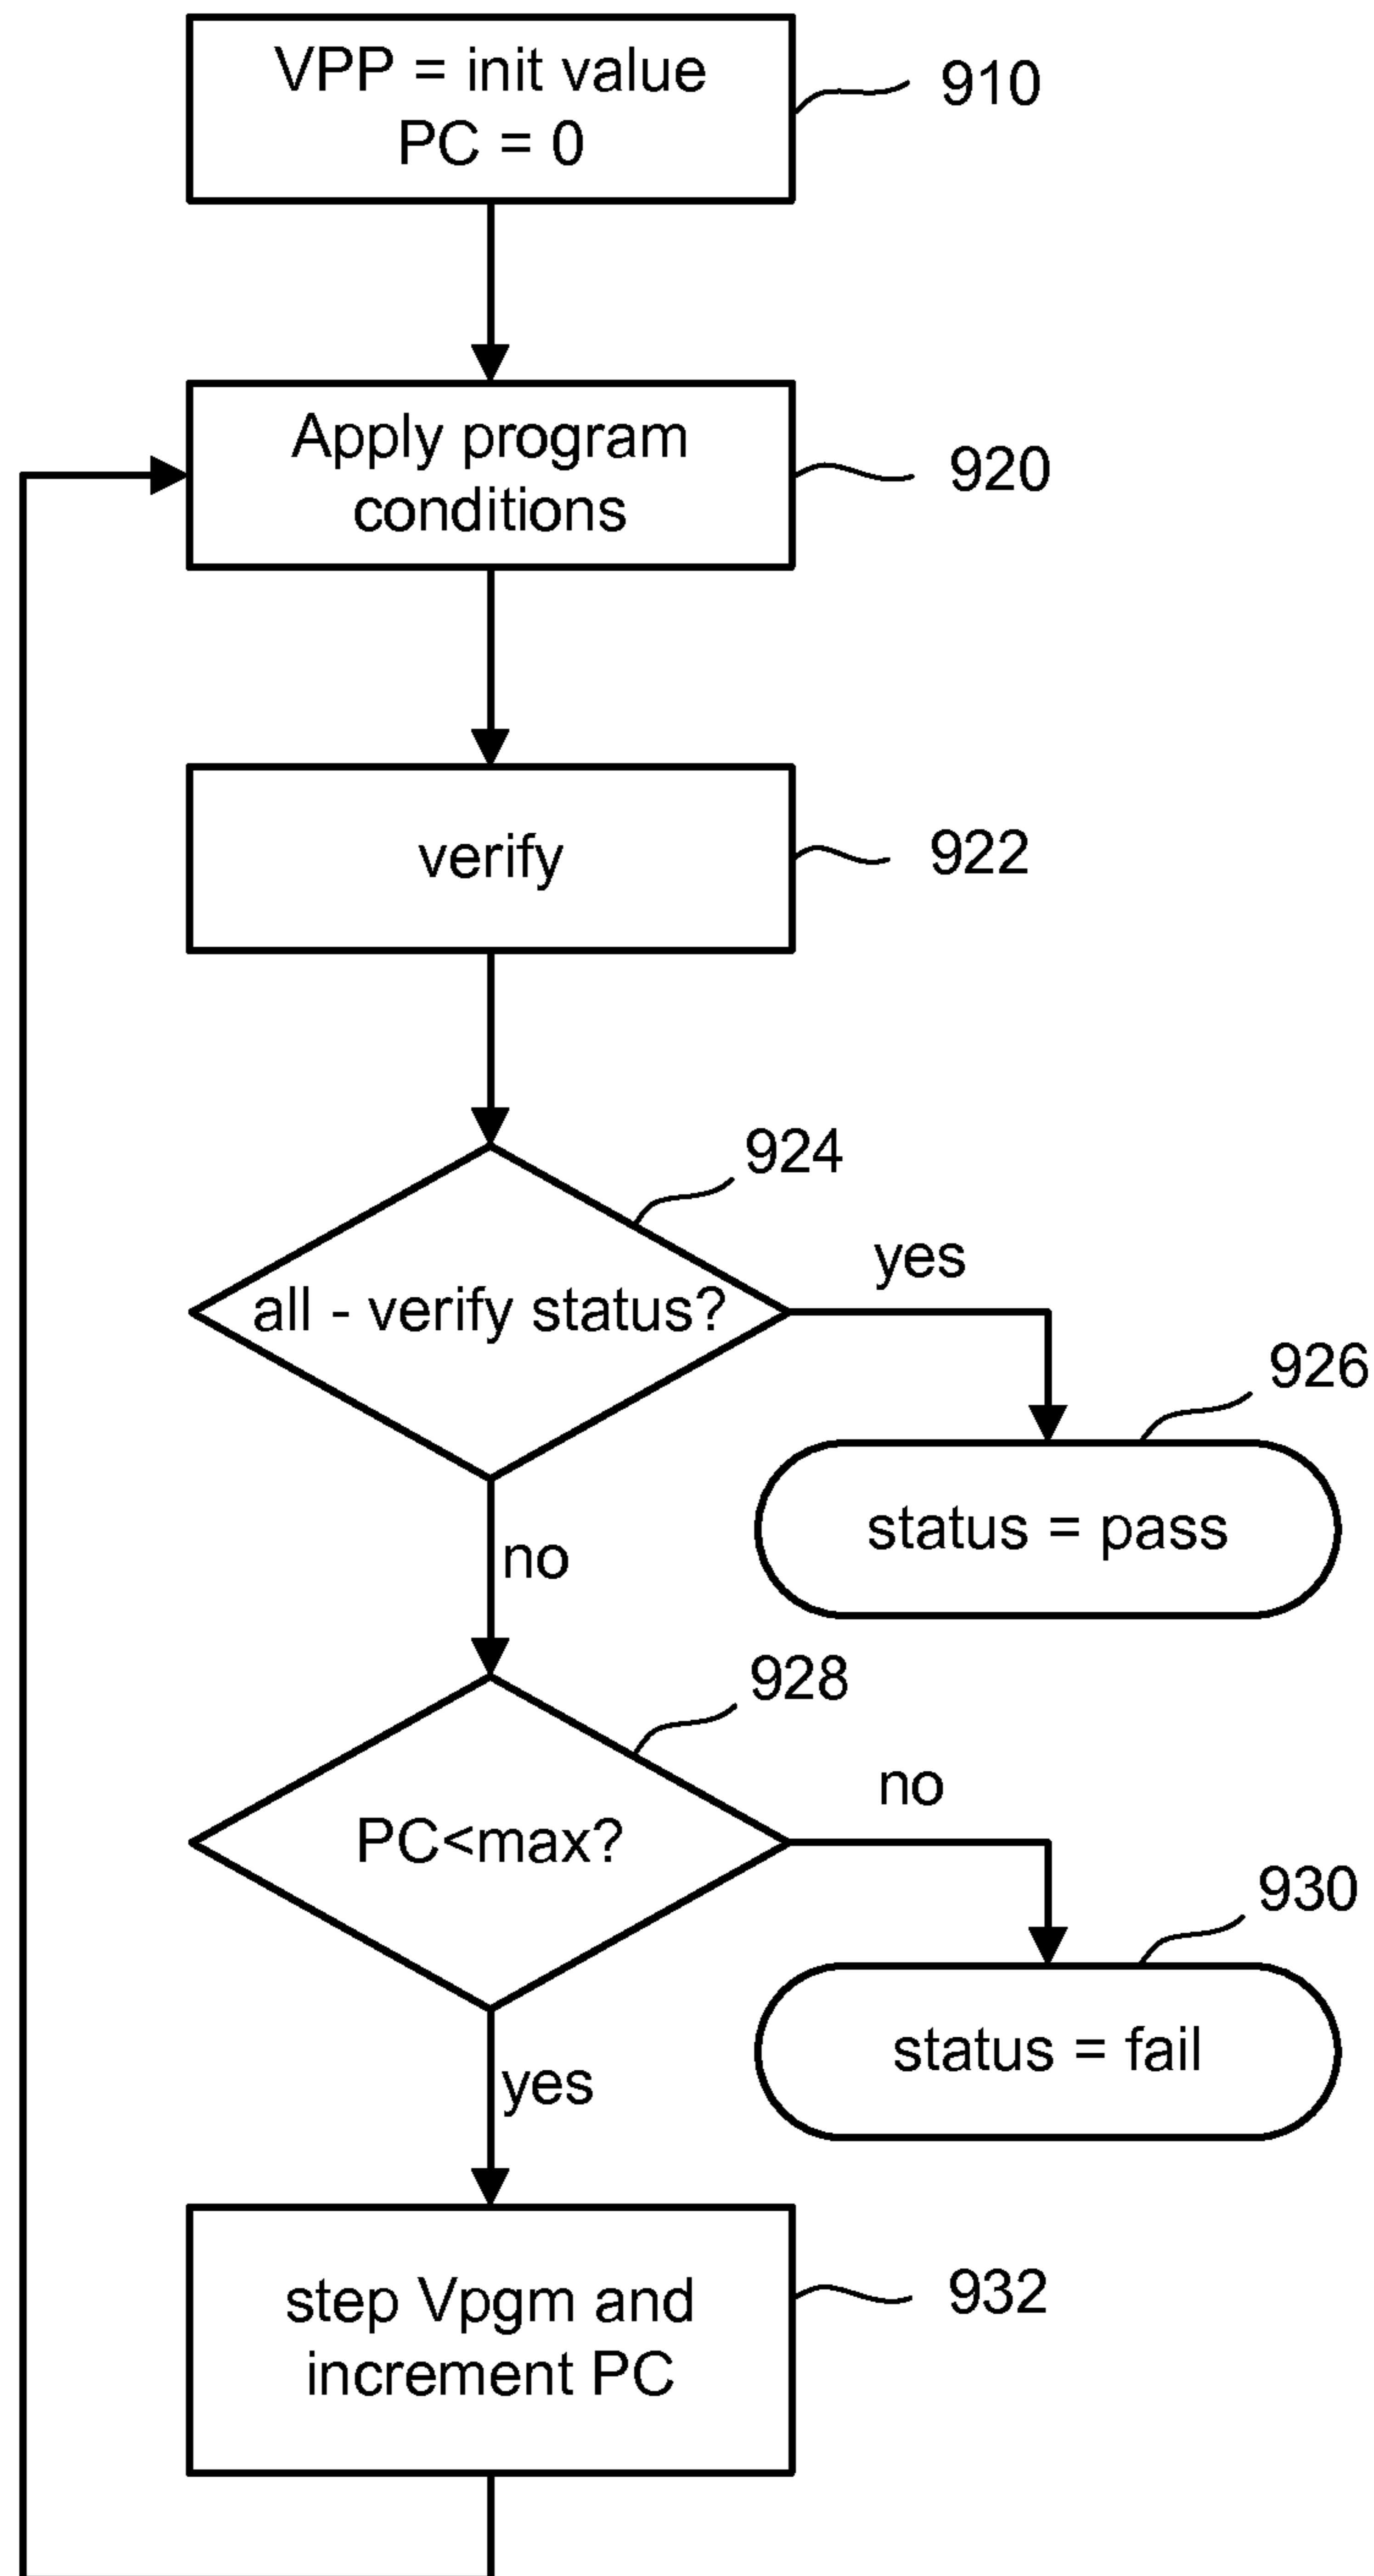 VPP = init value
PC = 0
910
Apply program
conditions
920
verify
922
924
all - verify status?
yes
926
status = pass
no
928
PC<max?
no
930
status = fail
yes
step Vpgm and
increment PC
932